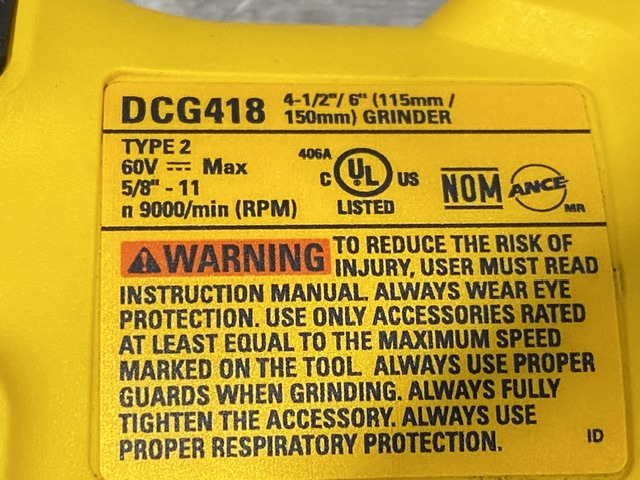 DCG418 4-1/2"/ 6" (115mm /
150mm) GRINDER
TYPE 2
60V ⎓ Max
5/8" - 11
n 9000/min (RPM)
406A
C UL US
LISTED
NOM
ANCE
MR
WARNING TO REDUCE THE RISK OF
INJURY, USER MUST READ
INSTRUCTION MANUAL. ALWAYS WEAR EYE
PROTECTION. USE ONLY ACCESSORIES RATED
AT LEAST EQUAL TO THE MAXIMUM SPEED
MARKED ON THE TOOL. ALWAYS USE PROPER
GUARDS WHEN GRINDING. ALWAYS FULLY
TIGHTEN THE ACCESSORY. ALWAYS USE
PROPER RESPIRATORY PROTECTION.
ID